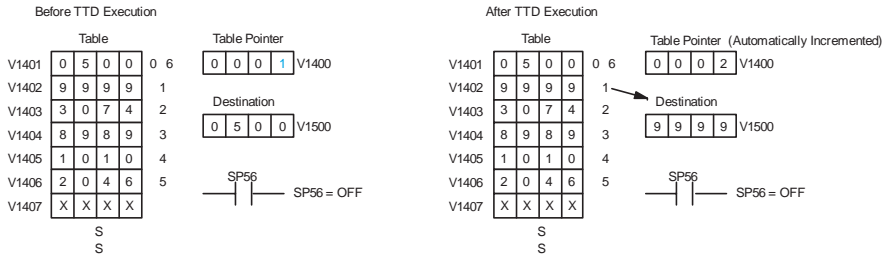 Before TTD Execution
Table
Table Pointer
V1401 0 5 0 0 0 6
0 0 0 1 V1400
V1402 9 9 9 9 1
Destination
V1403 3 0 7 4 2
0 5 0 0 V1500
V1404 8 9 8 9 3
V1405 1 0 1 0 4
V1406 2 0 4 6 5
SP56
SP56 = OFF
V1407 X X X X
S
S
After TTD Execution
Table
Table Pointer (Automatically Incremented)
V1401 0 5 0 0 0 6
0 0 0 2 V1400
V1402 9 9 9 9 1
Destination
V1403 3 0 7 4 2
9 9 9 9 V1500
V1404 8 9 8 9 3
V1405 1 0 1 0 4
V1406 2 0 4 6 5
SP56
SP56 = OFF
V1407 X X X X
S
S